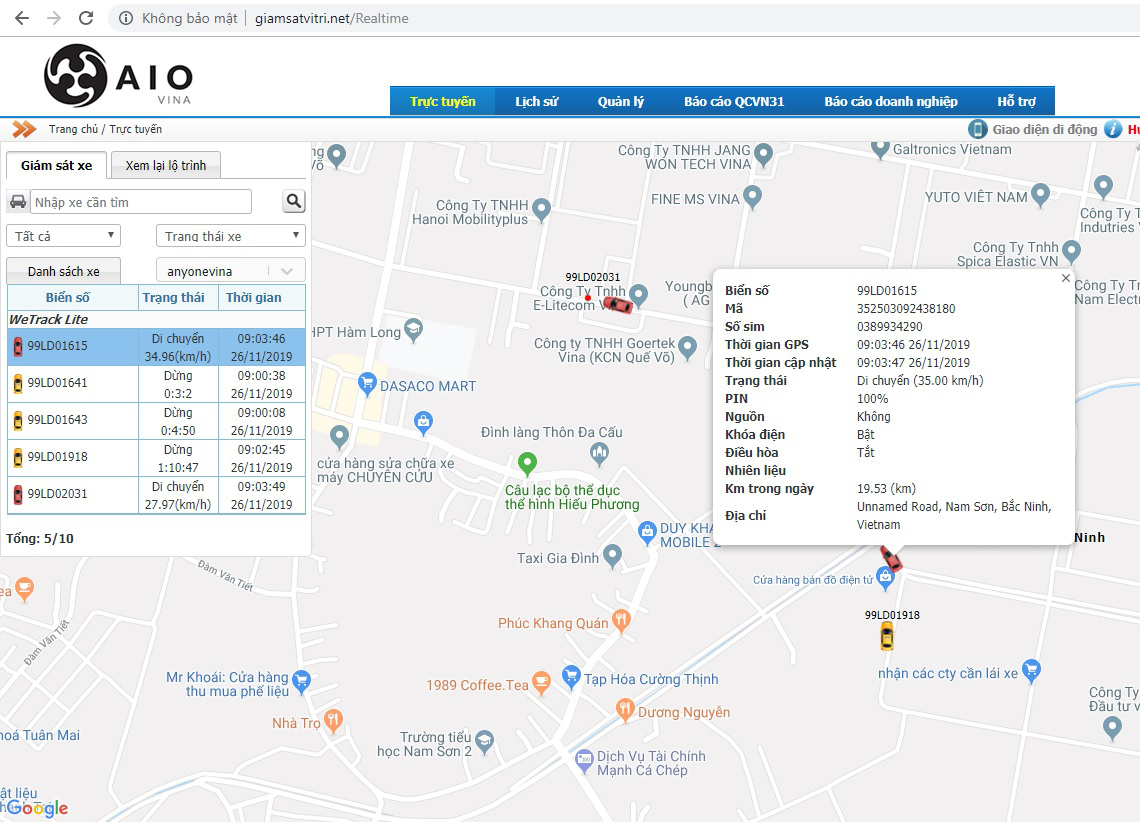 Không bảo mật | giamsatvitri.net/Realtime
AIO
VINA
Trực tuyến
Lịch sử
Quản lý
Báo cáo QCVN31
Báo cáo doanh nghiệp
Hỗ trợ
Trang chủ / Trực tuyến
Giao diện di động
Giám sát xe
Xem lại lộ trình
Nhập xe cần tìm
Tất cả
Trạng thái xe
Danh sách xe
anyonevina
Biển số Trạng thái Thời gian
WeTrack Lite
99LD01615 Di chuyển 09:03:46
34.96(km/h) 26/11/2019
99LD01641 Dừng 09:00:38
0:3:2 26/11/2019
99LD01643 Dừng 09:00:08
0:4:50 26/11/2019
99LD01918 Dừng 09:02:45
1:10:47 26/11/2019
99LD02031 Di chuyển 09:03:49
27.97(km/h) 26/11/2019
Tổng: 5/10
Công Ty TNHH JANG
WON TECH VINA
Galtronics Vietnam
FINE MS VINA
YUTO VIỆT NAM
Công Ty TNHH
Hanoi Mobilityplus
Công Ty Tnhh
Spica Elastic VN
Công Ty
Indutries
99LD02031
Công Ty Tnhh
E-Litecom
Youngb
( AG
Công Ty Tn
Nam Elect
HPT Hàm Long
Công ty TNHH Goertek
Vina (KCN Quế Võ)
DASACO MART
Đình làng Thôn Đa Cấu
cửa hàng sửa chữa xe
máy CHUYÊN CỨU
Câu lạc bộ thể dục
thể hình Hiếu Phương
DUY KHÁ
MOBILE 2
Taxi Gia Đình
Biển số 99LD01615
Mã 352503092438180
Số sim 0389934290
Thời gian GPS 09:03:46 26/11/2019
Thời gian cập nhật 09:03:47 26/11/2019
Trạng thái Di chuyển (35.00 km/h)
PIN 100%
Nguồn Không
Khóa điện Bật
Điều hòa Tắt
Nhiên liệu
Km trong ngày 19.53 (km)
Địa chỉ Unnamed Road, Nam Sơn, Bắc Ninh,
Vietnam
Ninh
Cửa hàng bán đồ điện tử
99LD01918
nhận các cty cần lái xe
Đàm Văn Tiết
Đàm Văn Tiết
Phúc Khang Quán
Mr Khoái: Cửa hàng
thu mua phế liệu
1989 Coffee.Tea
Tạp Hóa Cường Thịnh
Nhà Trọ
Dương Nguyên
Trường tiểu
học Nam Sơn 2
Dịch Vụ Tài Chính
Mạnh Cá Chép
Công Ty
Đầu tư v
hoá Tuân Mai
ật liệu
Google